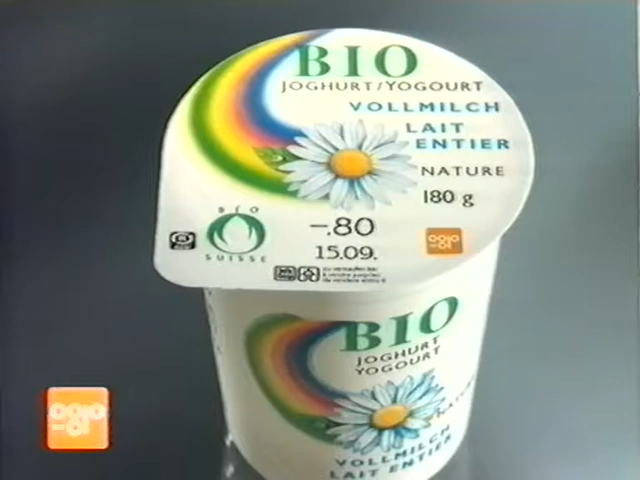 BIO
JOGHURT/YOGOURT
VOLLMILCH
LAIT
ENTIER
NATURE
180 g
BIO
SUISSE
-.80
15.09.
BIO
JOGHURT
YOGOURT
VOLLMILCH
LAIT ENTIER